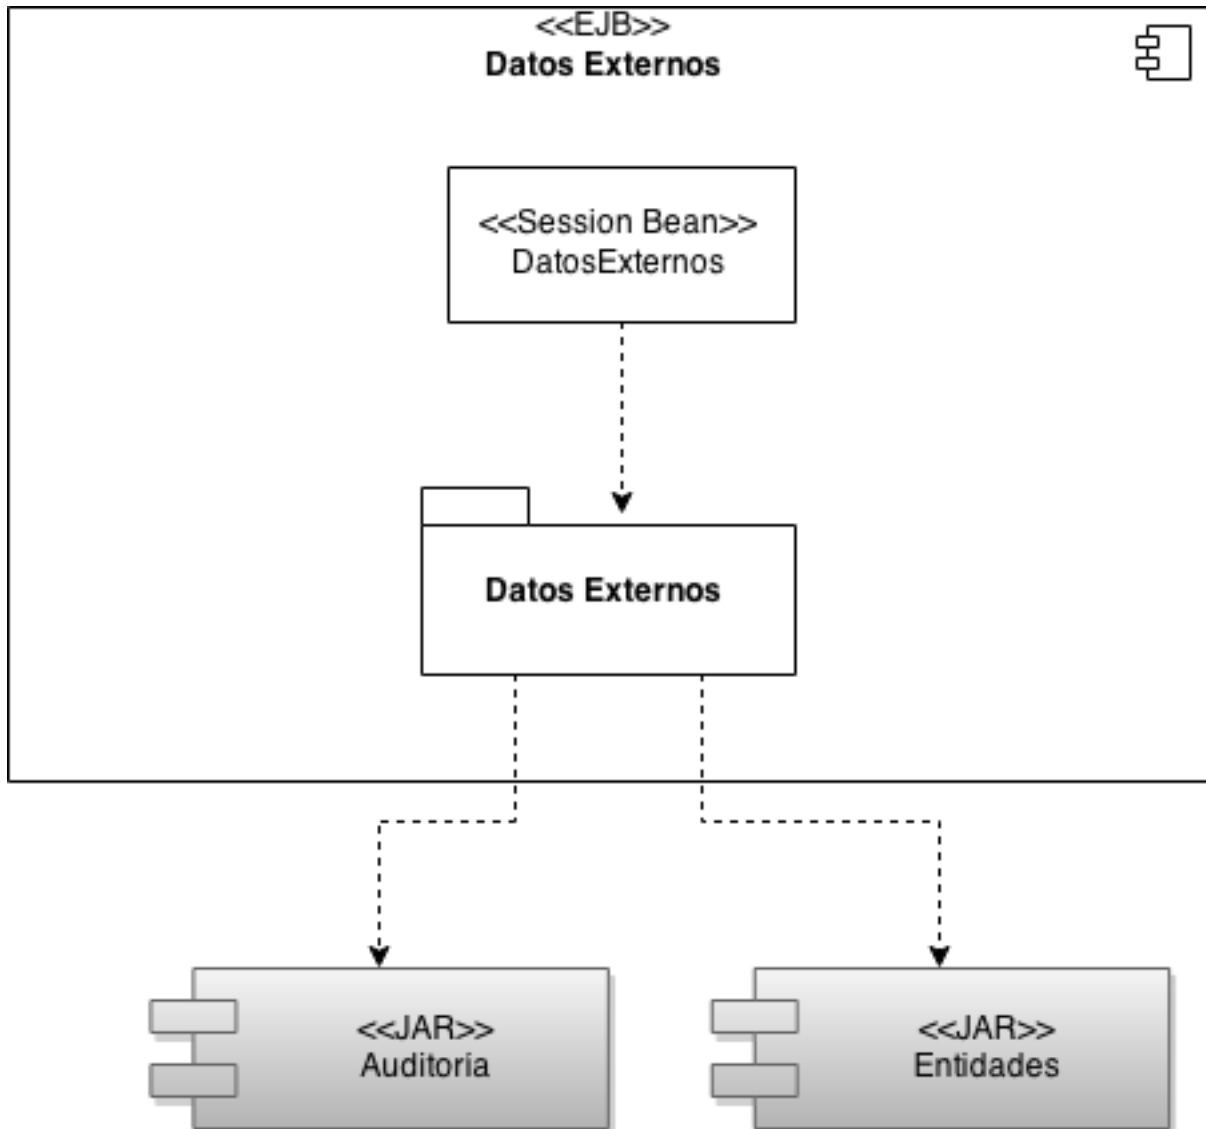 <<EJB>>
Datos Externos
<<Session Bean>>
DatosExternos
Datos Externos
<<JAR>>
Auditoria
<<JAR>>
Entidades